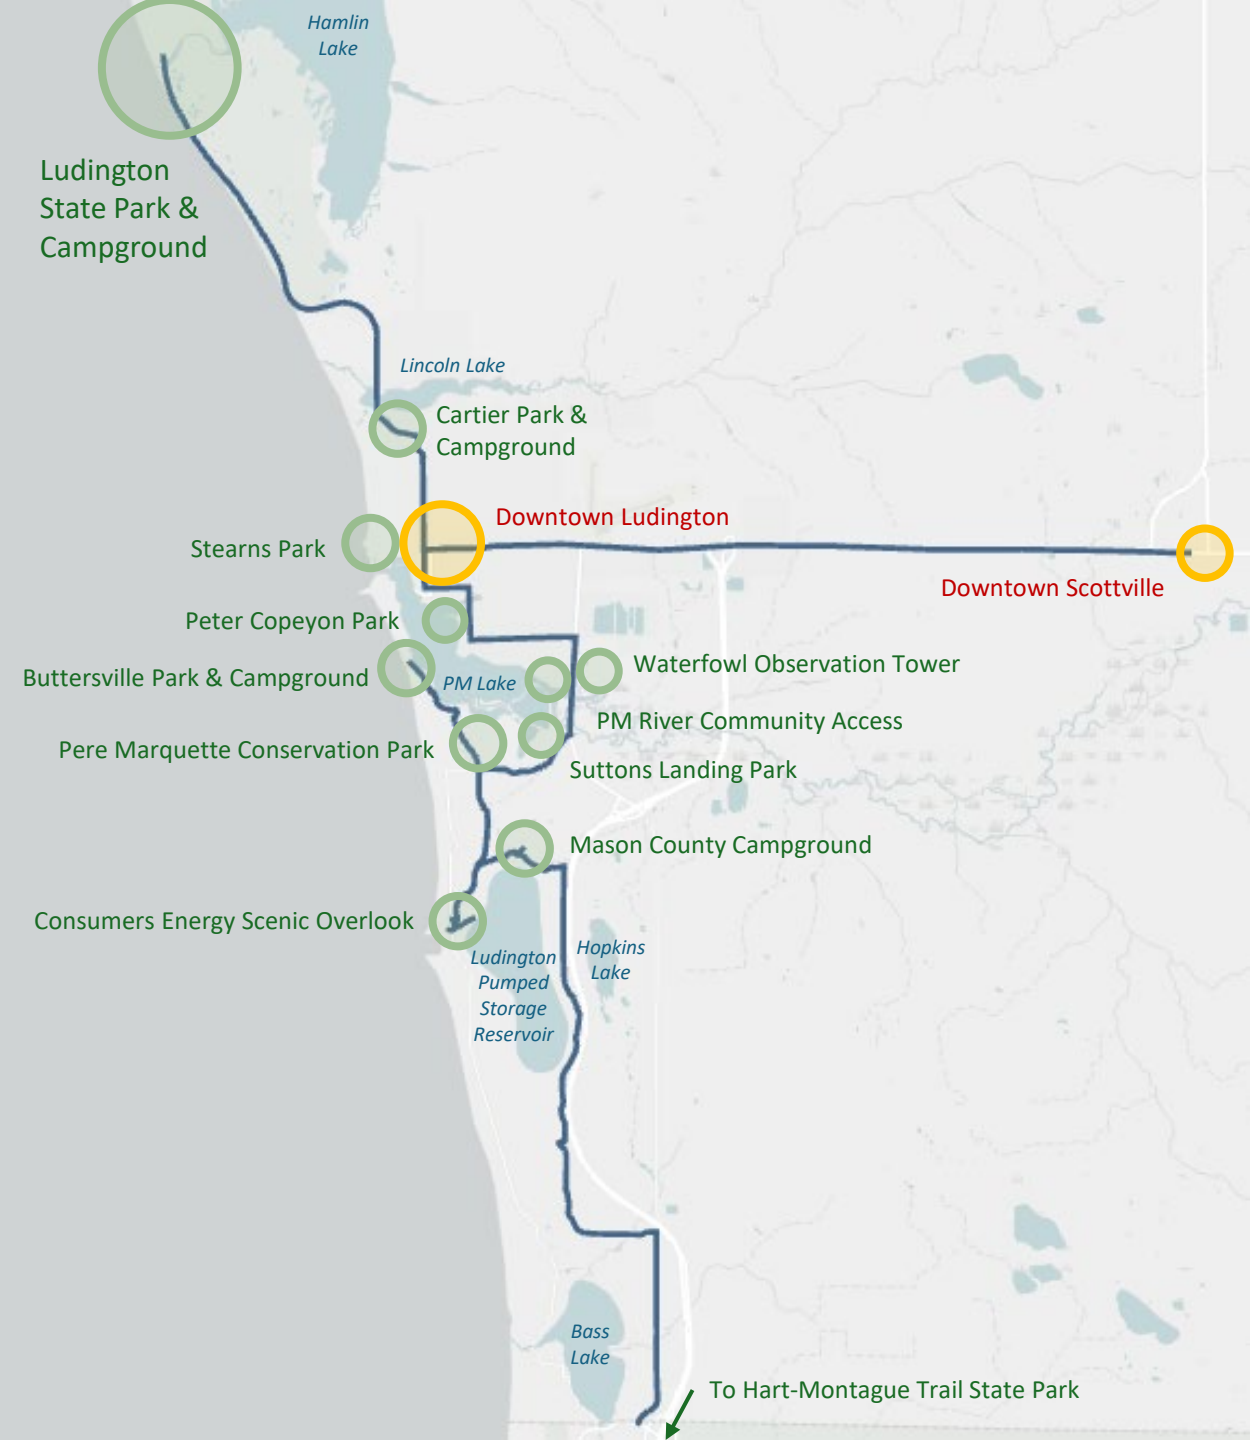 Hamlin
Lake
Ludington
State Park &
Campground
Lincoln Lake
Cartier Park &
Campground
Downtown Ludington
Stearns Park
Downtown Scottville
Peter Copeyon Park
Waterfowl Observation Tower
Buttersville Park & Campground
PM Lake
PM River Community Access
Pere Marquette Conservation Park
Suttons Landing Park
Mason County Campground
Consumers Energy Scenic Overlook
Hopkins
Lake
Ludington
Pumped
Storage
Reservoir
Bass
Lake
To Hart-Montague Trail State Park